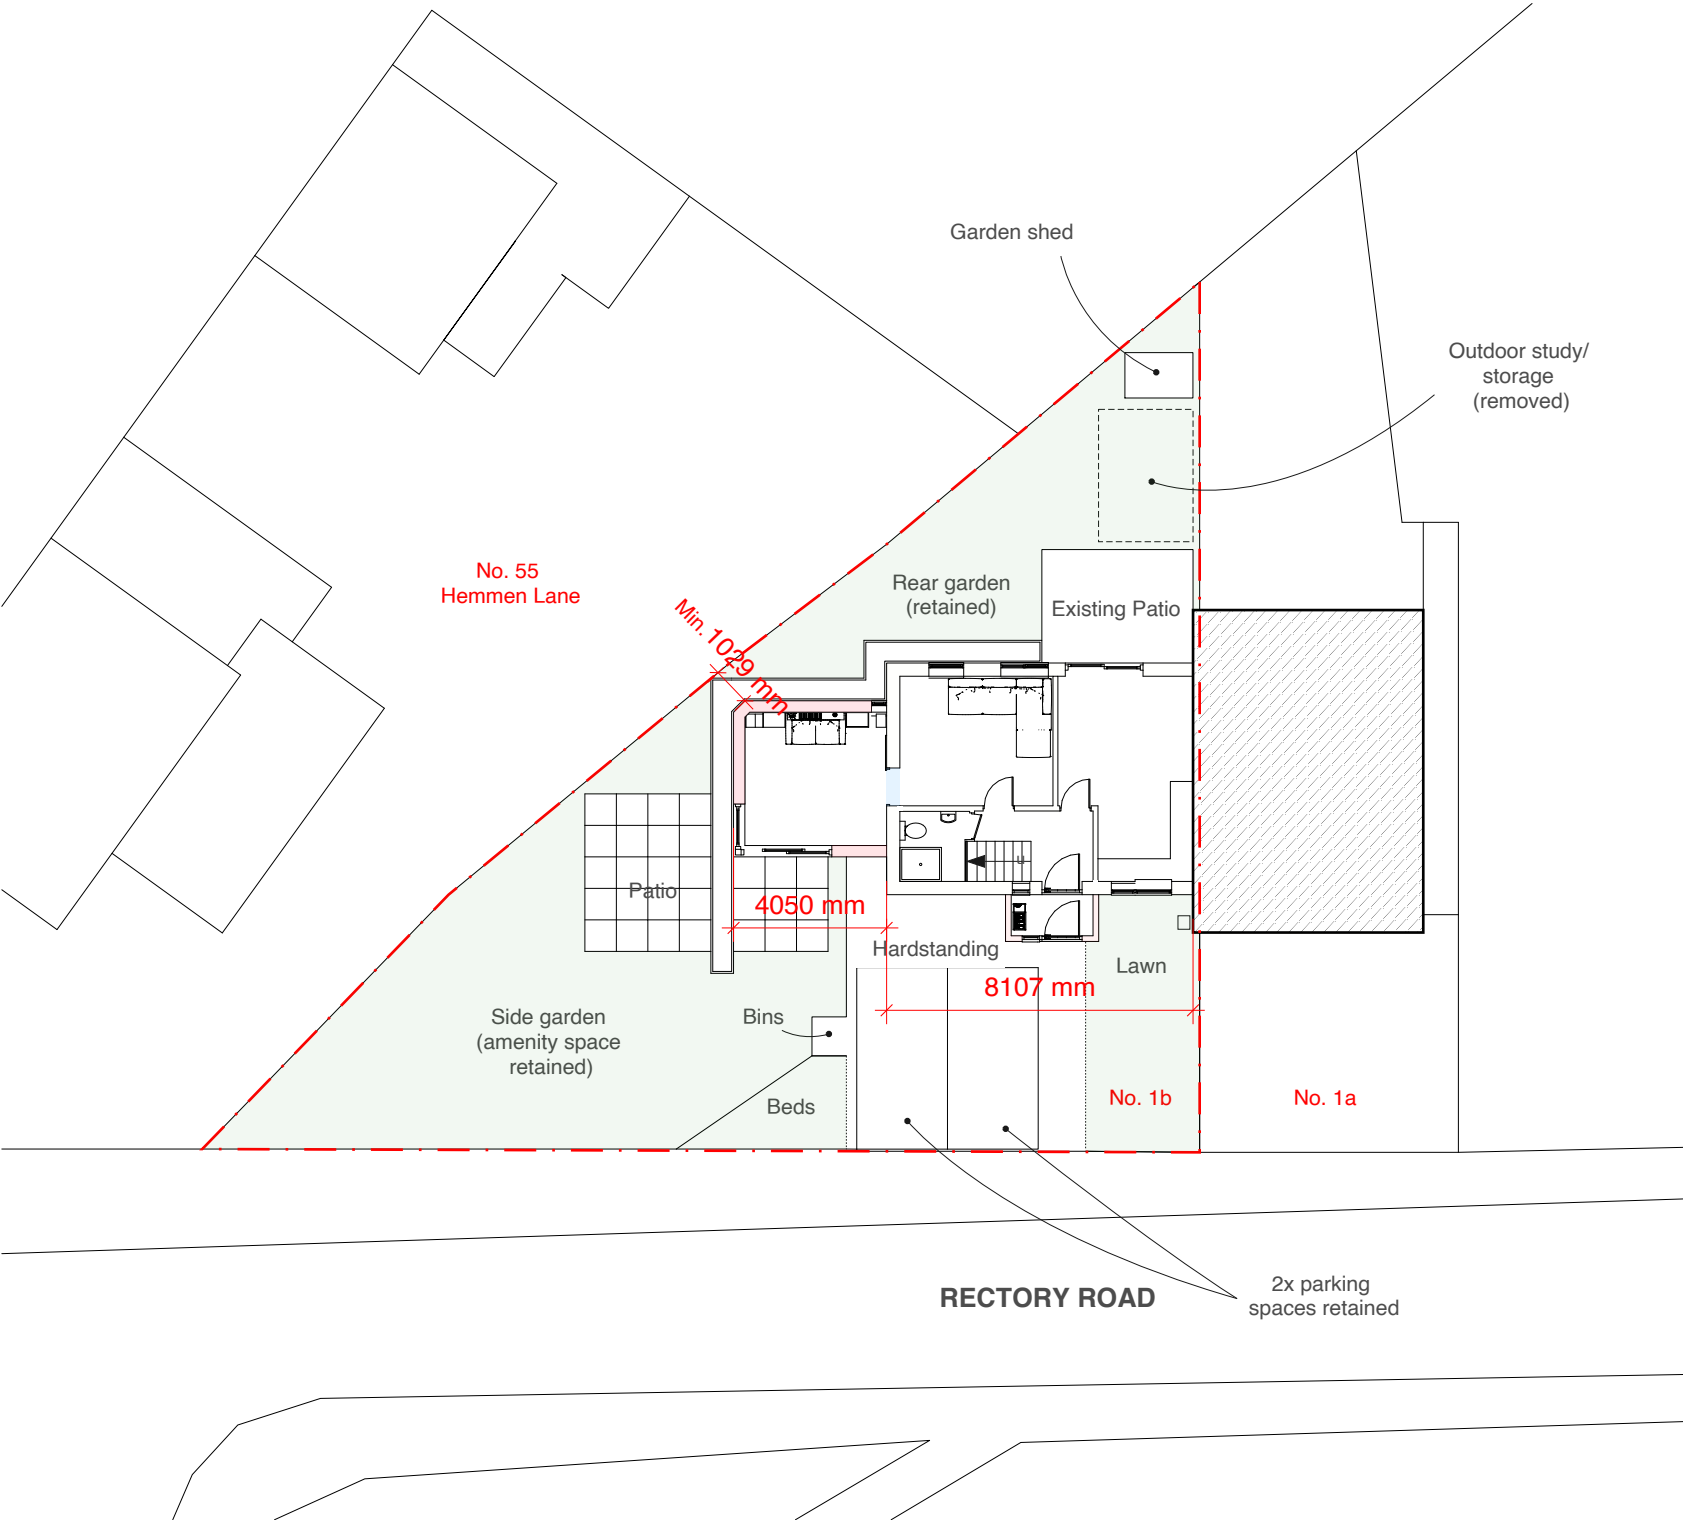 Garden shed
Outdoor study/
storage
(removed)
No. 55
Hemmen Lane
Rear garden
(retained)
Existing Patio
Min. 1029 mm
Patio
4050 mm
Hardstanding
Lawn
8107 mm
Side garden
(amenity space
retained)
Bins
Beds
No. 1b
No. 1a
RECTORY ROAD
2x parking
spaces retained